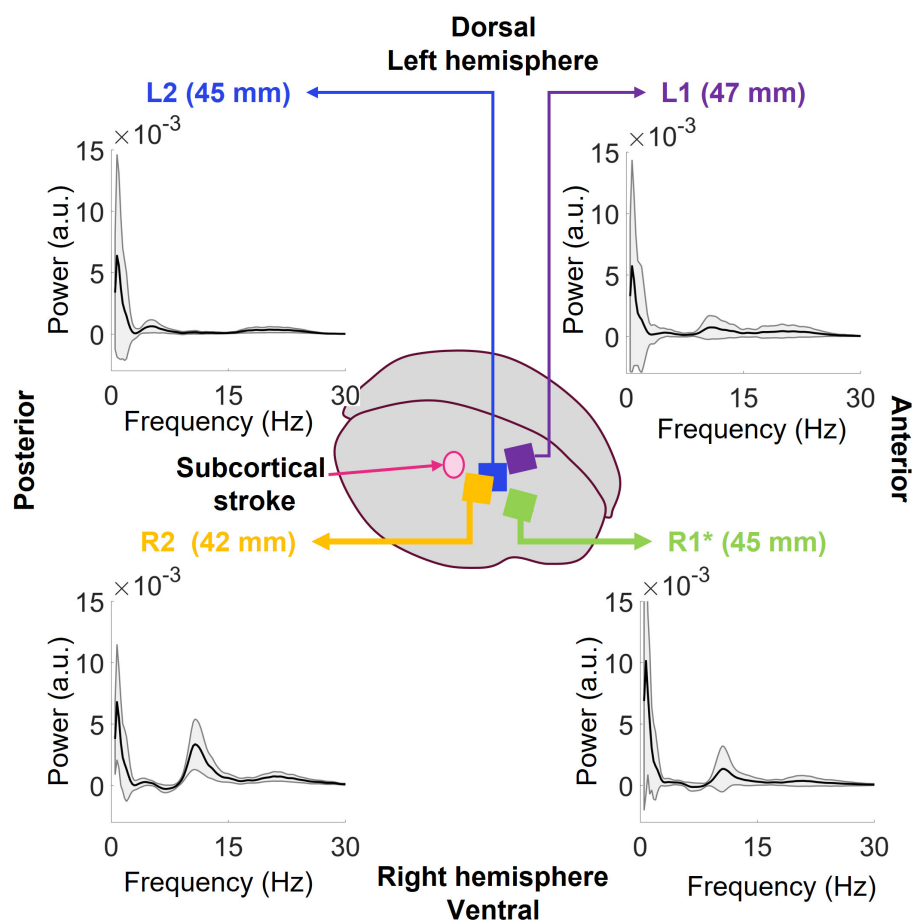 Dorsal
Left hemisphere
L2 (45 mm)
L1 (47 mm)
×10-3
15
10
5
0
Power (a.u.)
0 15 30
Frequency (Hz)
×10-3
15
10
5
0
Power (a.u.)
0 15 30
Frequency (Hz)
Posterior
Anterior
Subcortical
stroke
R2 (42 mm)
R1* (45 mm)
×10-3
15
10
5
0
Power (a.u.)
0 15 30
Frequency (Hz)
×10-3
15
10
5
0
Power (a.u.)
0 15 30
Frequency (Hz)
Right hemisphere
Ventral